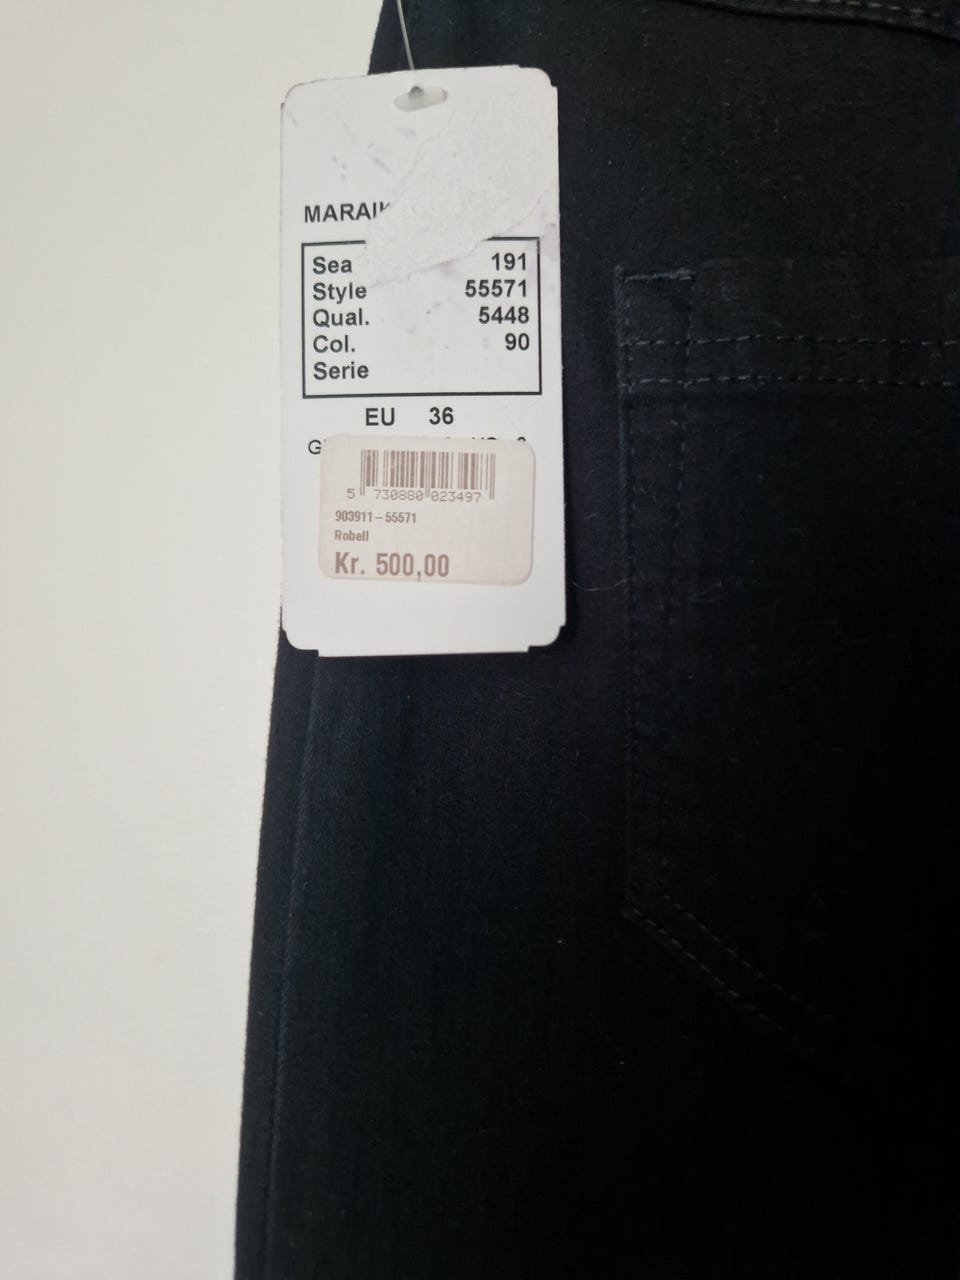 MARAIK
Sea 191
Style 55571
Qual. 5448
Col. 90
Serie
EU 36
5 730880 023497
903911-55571
Robell
Kr. 500,00